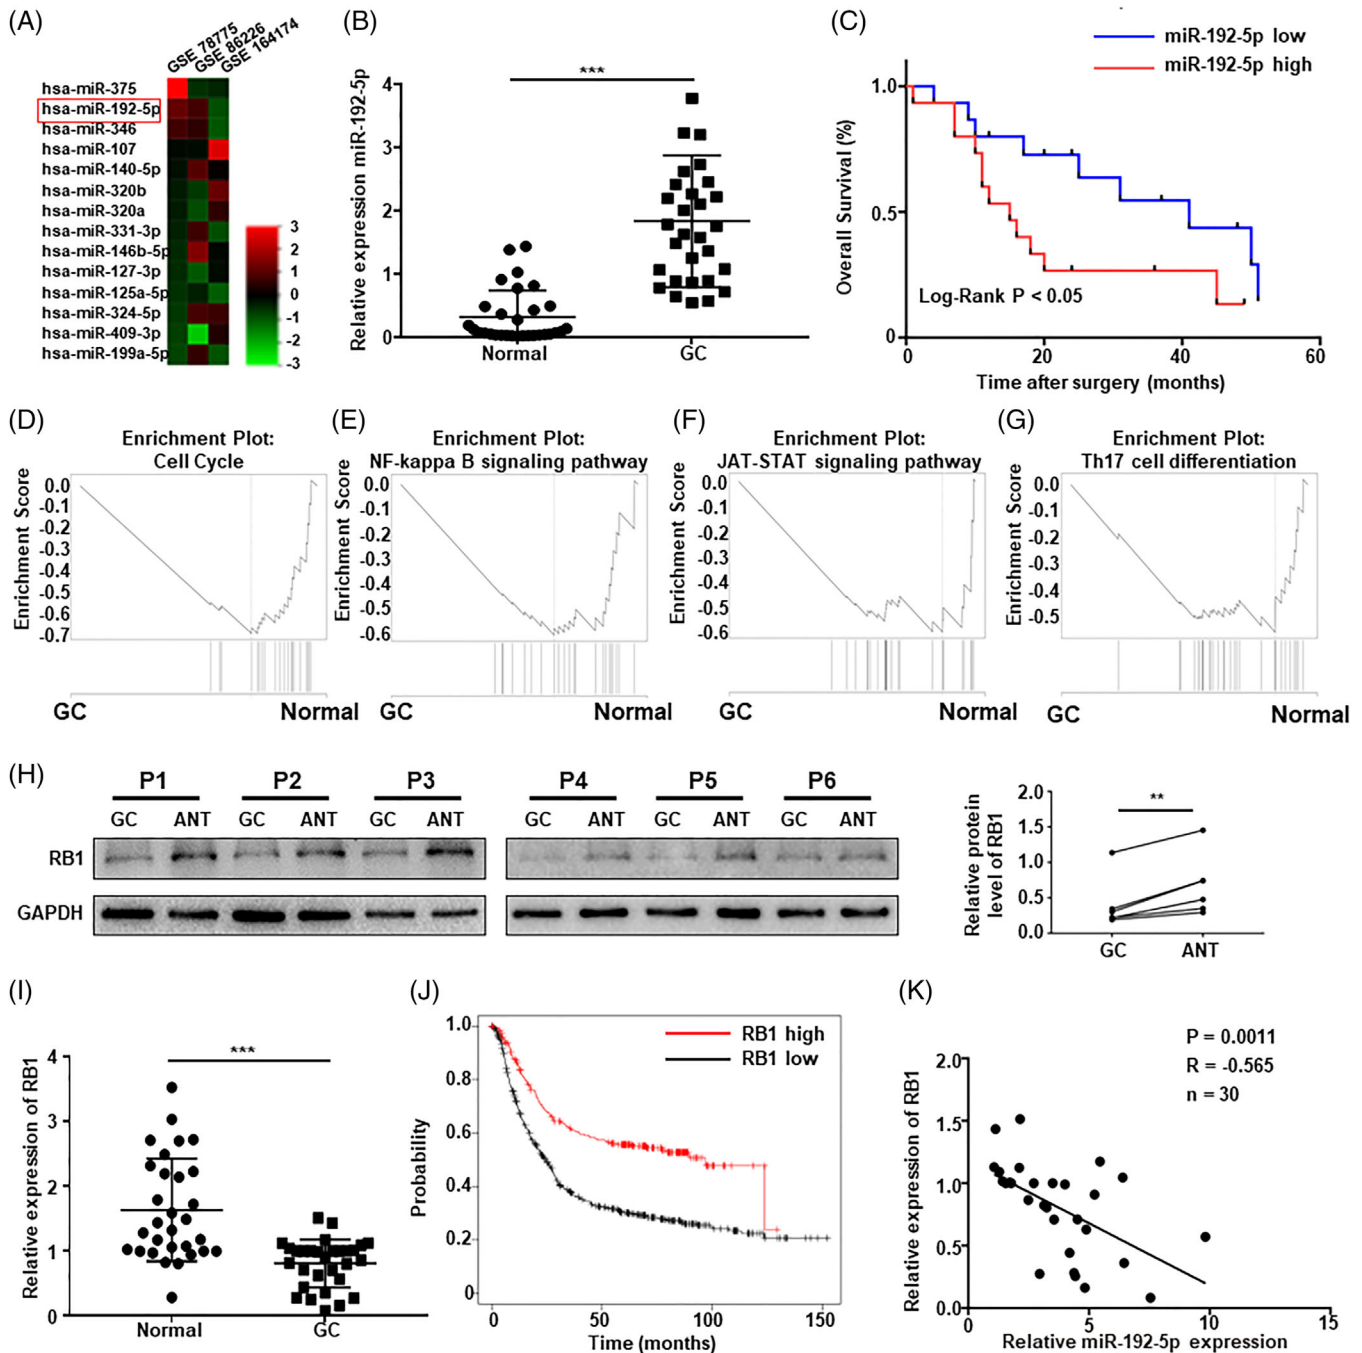 (A)
GSE 78775
GSE 86226
GSE 164174
hsa-miR-375
hsa-miR-192-5p
hsa-miR-346
hsa-miR-107
hsa-miR-140-5p
hsa-miR-320b
hsa-miR-320a
hsa-miR-331-3p
hsa-miR-146b-5p
hsa-miR-127-3p
hsa-miR-125a-5p
hsa-miR-324-5p
hsa-miR-409-3p
hsa-miR-199a-5p
3
2
1
0
-1
-2
-3
(B)
Relative expression miR-192-5p
4
3
2
1
0
***
Normal
GC
(C)
miR-192-5p low
miR-192-5p high
Overall Survival (%)
1.0
0.5
0
Log-Rank P < 0.05
0
20
40
60
Time after surgery (months)
(D)
Enrichment Plot:
Cell Cycle
Enrichment Score
0.0
-0.1
-0.2
-0.3
-0.4
-0.5
-0.6
-0.7
GC
Normal
(E)
Enrichment Plot:
NF-kappa B signaling pathway
Enrichment Score
0.0
-0.1
-0.2
-0.3
-0.4
-0.5
-0.6
GC
Normal
(F)
Enrichment Plot:
JAT-STAT signaling pathway
Enrichment Score
0.0
-0.1
-0.2
-0.3
-0.4
-0.5
-0.6
GC
Normal
(G)
Enrichment Plot:
Th17 cell differentiation
Enrichment Score
0.0
-0.1
-0.2
-0.3
-0.4
-0.5
GC
Normal
(H)
P1
P2
P3
P4
P5
P6
GC ANT GC ANT GC ANT GC ANT GC ANT GC ANT
RB1
GAPDH
Relative protein
level of RB1
2.0
1.5
1.0
0.5
0.0
**
GC
ANT
(I)
Relative expression of RB1
4
3
2
1
0
***
Normal
GC
(J)
Probability
1.0
0.8
0.6
0.4
0.2
0
RB1 high
RB1 low
0
50
100
150
Time (months)
(K)
P = 0.0011
R = -0.565
n = 30
Relative expression of RB1
2.0
1.5
1.0
0.5
0.0
0
5
10
15
Relative miR-192-5p expression